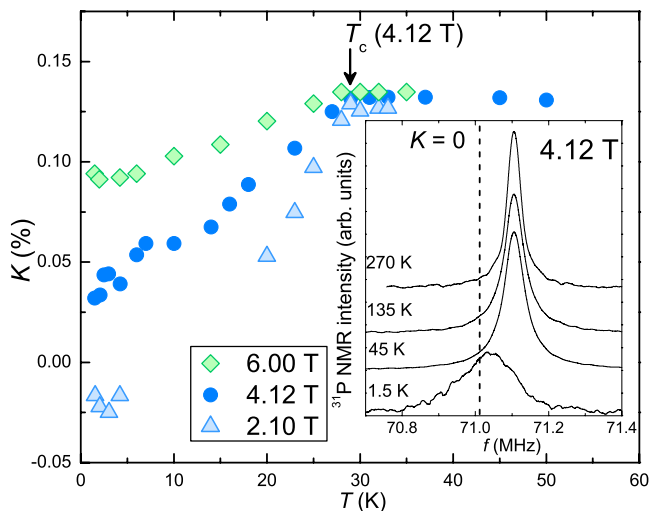 T_c (4.12 T)
0.15
0.10
0.05
0.00
-0.05
K (%)
K = 0
4.12 T
270 K
135 K
45 K
1.5 K
³¹P NMR intensity (arb. units)
70.8 71.0 71.2 71.4
f (MHz)
6.00 T
4.12 T
2.10 T
0 10 20 30 40 50 60
T (K)